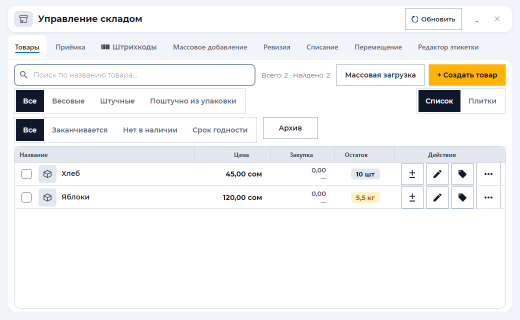 Управление складом
Обновить
Товары Приёмка Штрихкоды Массовое добавление Ревизия Списание Перемещение Редактор этикетки
Поиск по названию товара...
Всего: 2 · Найдено: 2
Массовая загрузка
+ Создать товар
Все Весовые Штучные Поштучно из упаковки
Список Плитки
Все Заканчивается Нет в наличии Срок годности
Архив
Название Цена Закупка Остаток Действия
Хлеб 45,00 сом 0,00 10 шт
—
Яблоки 120,00 сом 0,00 5,5 кг
—